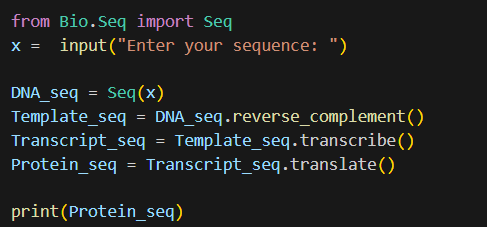 from Bio.Seq import Seq
x =  input("Enter your sequence: ")
DNA_seq = Seq(x)
Template_seq = DNA_seq.reverse_complement()
Transcript_seq = Template_seq.transcribe()
Protein_seq = Transcript_seq.translate()
print(Protein_seq)